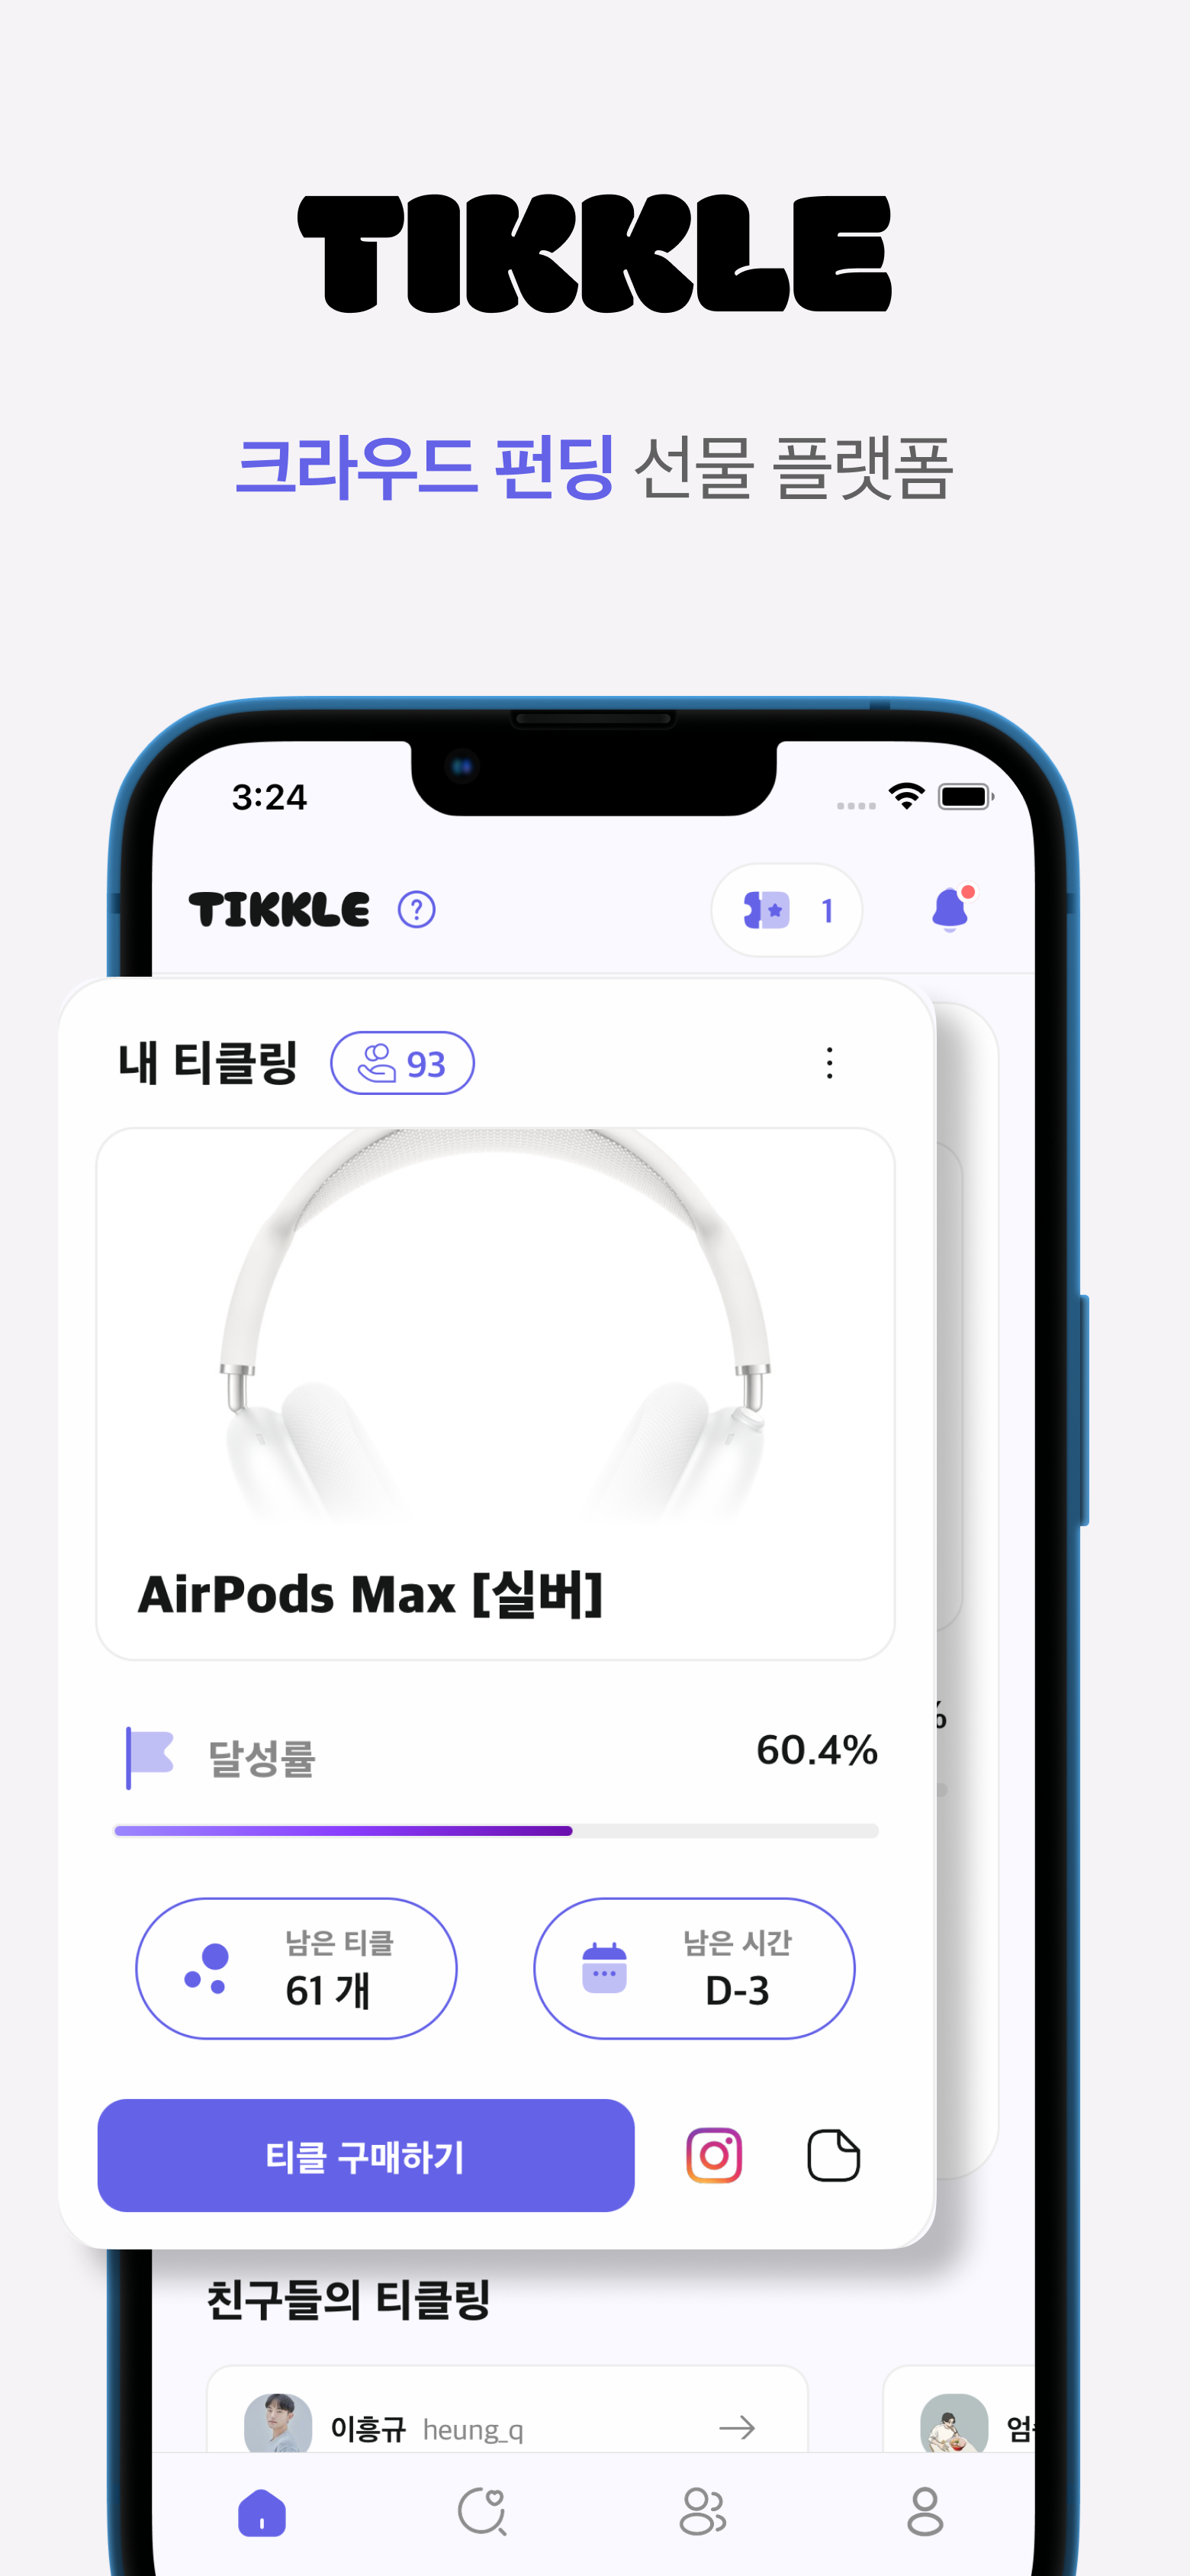 TIKKLE
크라우드 펀딩 선물 플랫폼
3:24
TIKKLE ? 1
내 티클링 93
AirPods Max [실버]
달성률 60.4%
%
남은 티클 남은 시간
61 개 D-3
티클 구매하기
친구들의 티클링
이흥규 heung_q 엄